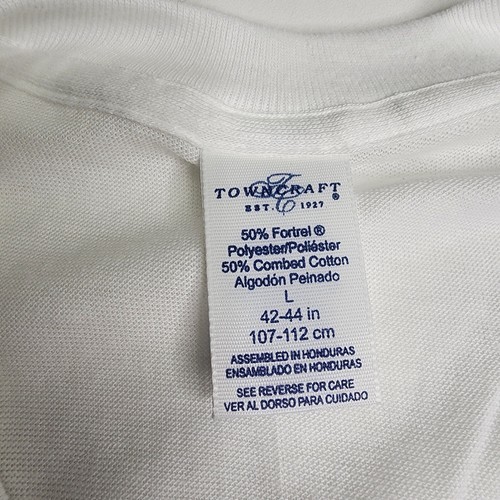 TOWNCRAFT®
EST. 1927
50% Fortrel ®
Polyester/Poliéster
50% Combed Cotton
Algodón Peinado
L
42-44 in
107-112 cm
ASSEMBLED IN HONDURAS
ENSAMBLADO EN HONDURAS
SEE REVERSE FOR CARE
VER AL DORSO PARA CUIDADO